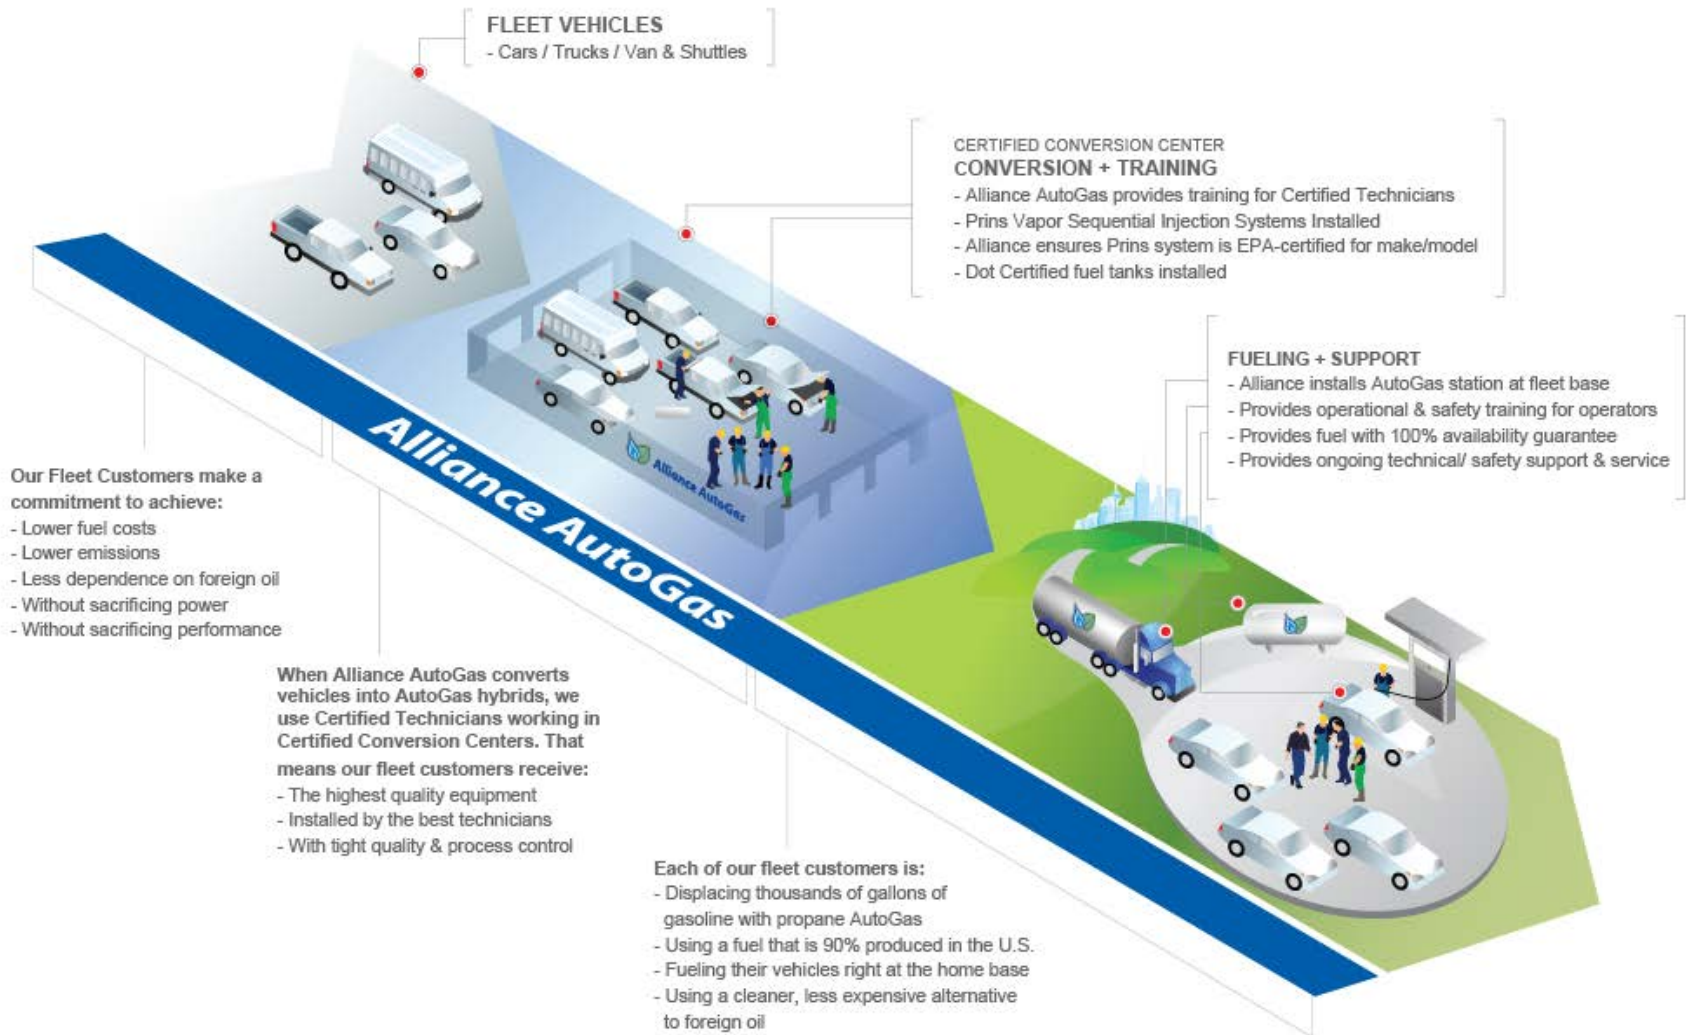 FLEET VEHICLES
- Cars / Trucks / Van & Shuttles
CERTIFIED CONVERSION CENTER
CONVERSION + TRAINING
- Alliance AutoGas provides training for Certified Technicians
- Prins Vapor Sequential Injection Systems Installed
- Alliance ensures Prins system is EPA-certified for make/model
- Dot Certified fuel tanks installed
FUELING + SUPPORT
- Alliance installs AutoGas station at fleet base
- Provides operational & safety training for operators
- Provides fuel with 100% availability guarantee
- Provides ongoing technical/ safety support & service
Alliance AutoGas
Alliance AutoGas
Our Fleet Customers make a
commitment to achieve:
- Lower fuel costs
- Lower emissions
- Less dependence on foreign oil
- Without sacrificing power
- Without sacrificing performance
When Alliance AutoGas converts
vehicles into AutoGas hybrids, we
use Certified Technicians working in
Certified Conversion Centers. That
means our fleet customers receive:
- The highest quality equipment
- Installed by the best technicians
- With tight quality & process control
Each of our fleet customers is:
- Displacing thousands of gallons of
gasoline with propane AutoGas
- Using a fuel that is 90% produced in the U.S.
- Fueling their vehicles right at the home base
- Using a cleaner, less expensive alternative
to foreign oil